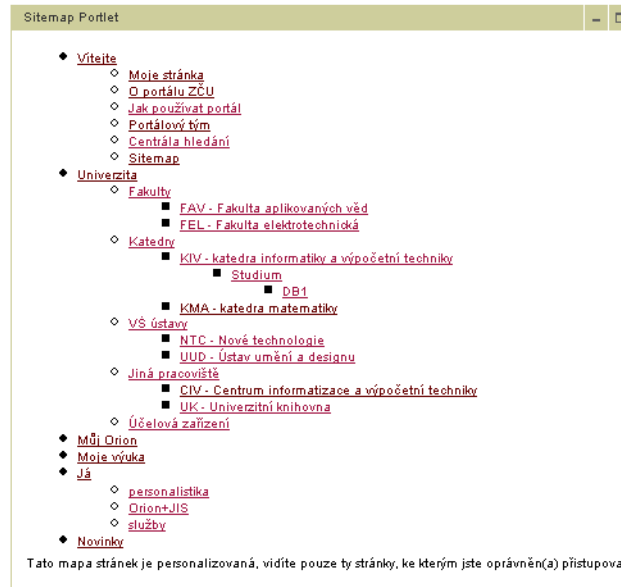 Sitemap Portlet
Vítejte
Moje stránka
O portálu ZČU
Jak používat portál
Portálový tým
Centrála hledání
Sitemap
Univerzita
Fakulty
FAV - Fakulta aplikovaných věd
FEL - Fakulta elektrotechnická
Katedry
KIV - katedra informatiky a výpočetní techniky
Studium
DB1
KMA - katedra matematiky
VŠ ústavy
NTC - Nové technologie
UUD - Ústav umění a designu
Jiná pracoviště
CIV - Centrum informatizace a výpočetní techniky
UK - Univerzitní knihovna
Účelová zařízení
Můj Orion
Moje výuka
Já
personalistika
Orion+JIS
služby
Novinky
Tato mapa stránek je personalizovaná, vidíte pouze ty stránky, ke kterým jste oprávněn(a) přistupova